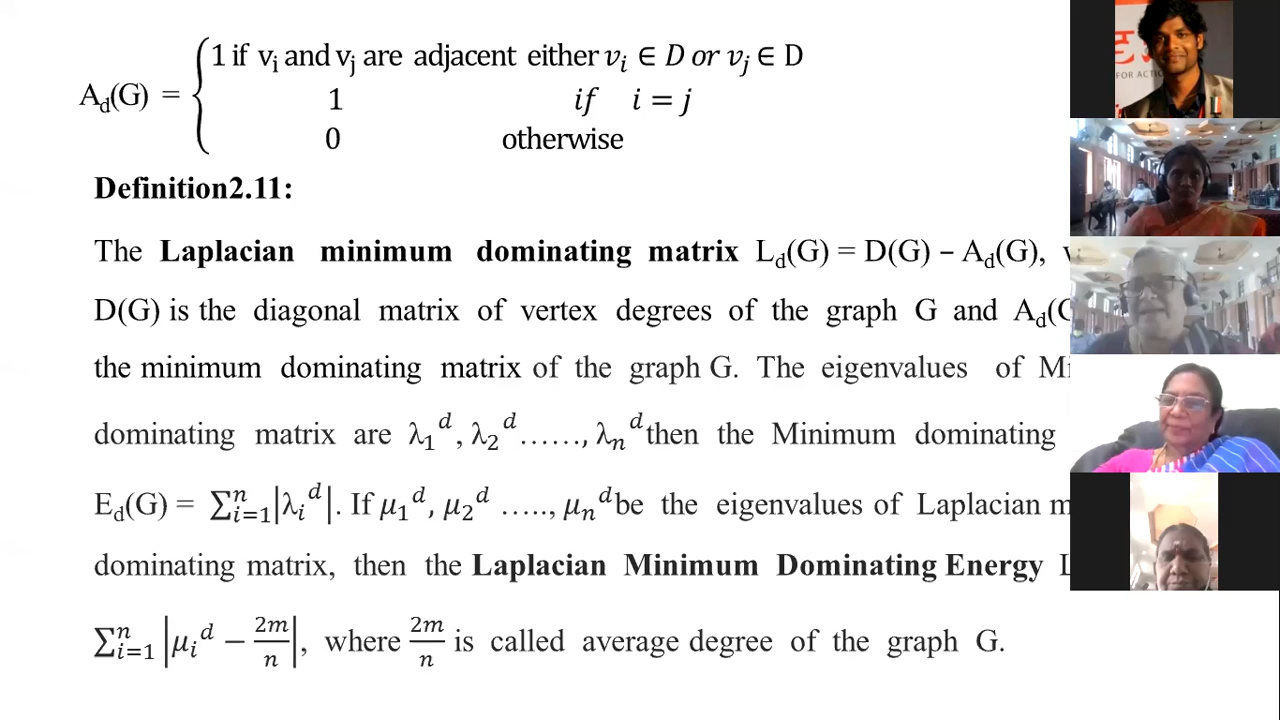 A_d(G) = { 1 if v_i and v_j are adjacent either v_i ∈ D or v_j ∈ D
1 if i = j
0 otherwise
Definition2.11:
The Laplacian minimum dominating matrix L_d(G) = D(G) – A_d(G),
D(G) is the diagonal matrix of vertex degrees of the graph G and A_d(
the minimum dominating matrix of the graph G. The eigenvalues of
dominating matrix are λ_1^d, λ_2^d ……, λ_n^d then the Minimum dominating
E_d(G) = ∑_{i=1}^n |λ_i^d|. If μ_1^d, μ_2^d ….., μ_n^d be the eigenvalues of Laplacian
dominating matrix, then the Laplacian Minimum Dominating Energy
∑_{i=1}^n |μ_i^d − 2m/n|, where 2m/n is called average degree of the graph G.
FOR ACTI